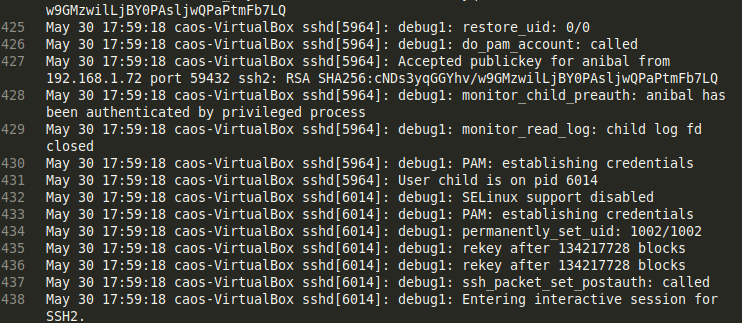 w9GMzwilLjBY0PAsljwQPaPtmFb7LQ
425 May 30 17:59:18 caos-VirtualBox sshd[5964]: debug1: restore_uid: 0/0
426 May 30 17:59:18 caos-VirtualBox sshd[5964]: debug1: do_pam_account: called
427 May 30 17:59:18 caos-VirtualBox sshd[5964]: Accepted publickey for anibal from
192.168.1.72 port 59432 ssh2: RSA SHA256:cNDs3yqGGYhv/w9GMzwilLjBY0PAsljwQPaPtmFb7LQ
428 May 30 17:59:18 caos-VirtualBox sshd[5964]: debug1: monitor_child_preauth: anibal has
been authenticated by privileged process
429 May 30 17:59:18 caos-VirtualBox sshd[5964]: debug1: monitor_read_log: child log fd
closed
430 May 30 17:59:18 caos-VirtualBox sshd[5964]: debug1: PAM: establishing credentials
431 May 30 17:59:18 caos-VirtualBox sshd[5964]: User child is on pid 6014
432 May 30 17:59:18 caos-VirtualBox sshd[6014]: debug1: SELinux support disabled
433 May 30 17:59:18 caos-VirtualBox sshd[6014]: debug1: PAM: establishing credentials
434 May 30 17:59:18 caos-VirtualBox sshd[6014]: debug1: permanently_set_uid: 1002/1002
435 May 30 17:59:18 caos-VirtualBox sshd[6014]: debug1: rekey after 134217728 blocks
436 May 30 17:59:18 caos-VirtualBox sshd[6014]: debug1: rekey after 134217728 blocks
437 May 30 17:59:18 caos-VirtualBox sshd[6014]: debug1: ssh_packet_set_postauth: called
438 May 30 17:59:18 caos-VirtualBox sshd[6014]: debug1: Entering interactive session for
SSH2.